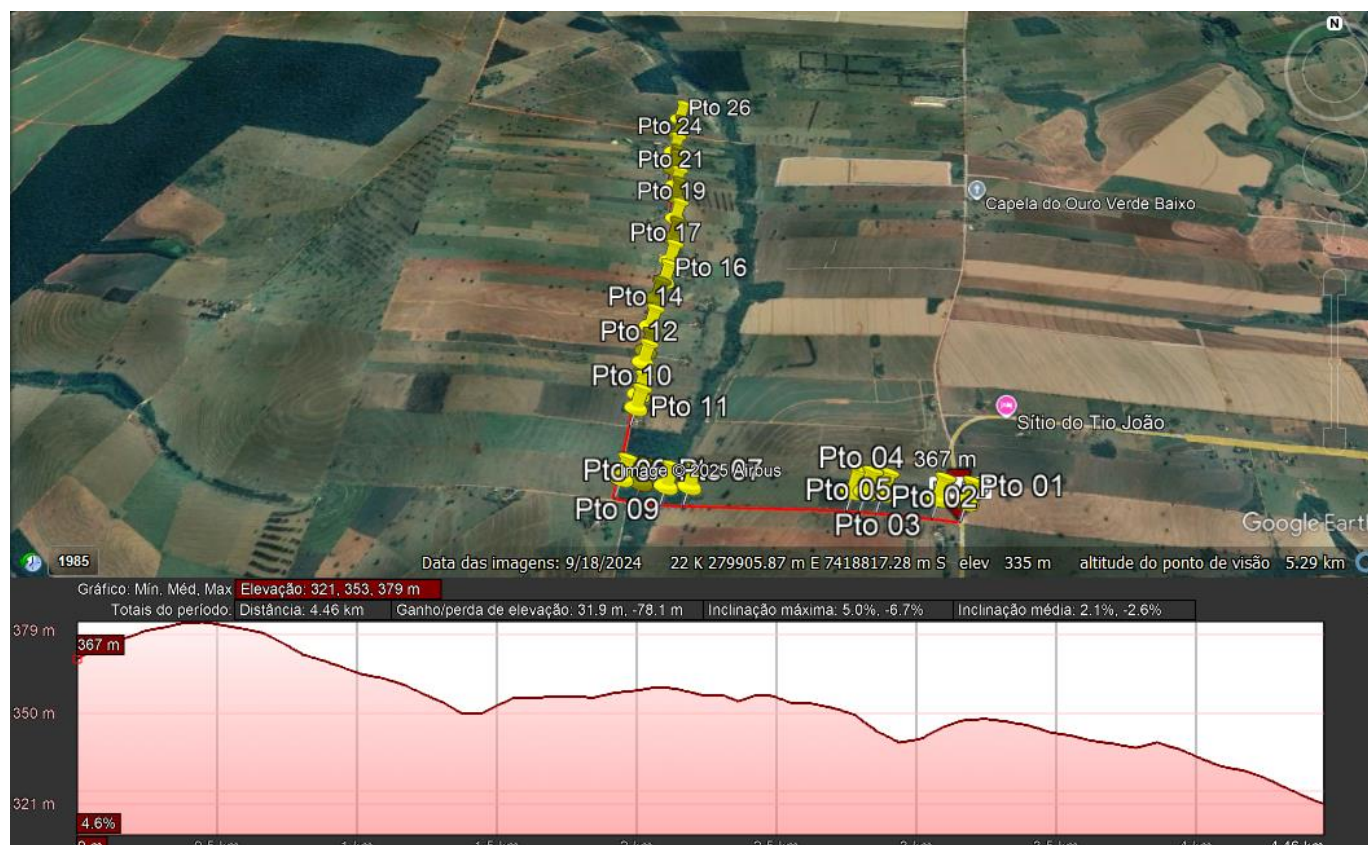 N
Pto 26
Pto 24
Pto 21
Pto 19
Capela do Ouro Verde Baixo
Pto 17
Pto 16
Pto 14
Pto 12
Pto 10
Pto 11
Sítio do Tio João
Pto 04 367 m
Image © 2025 Airbus
Pto 05 Pto 02 Pto 01
Pto 09
Pto 03
Google Earth
1985
Data das imagens: 9/18/2024 22 K 279905.87 m E 7418817.28 m S elev 335 m altitude do ponto de visão 5.29 km
Gráfico: Mín, Méd, Max Elevação: 321, 353, 379 m
Totais do período: Distância: 4.46 km Ganho/perda de elevação: 31.9 m, -78.1 m Inclinação máxima: 5.0%, -6.7% Inclinação média: 2.1%, -2.6%
379 m
367 m
350 m
321 m
4.6%